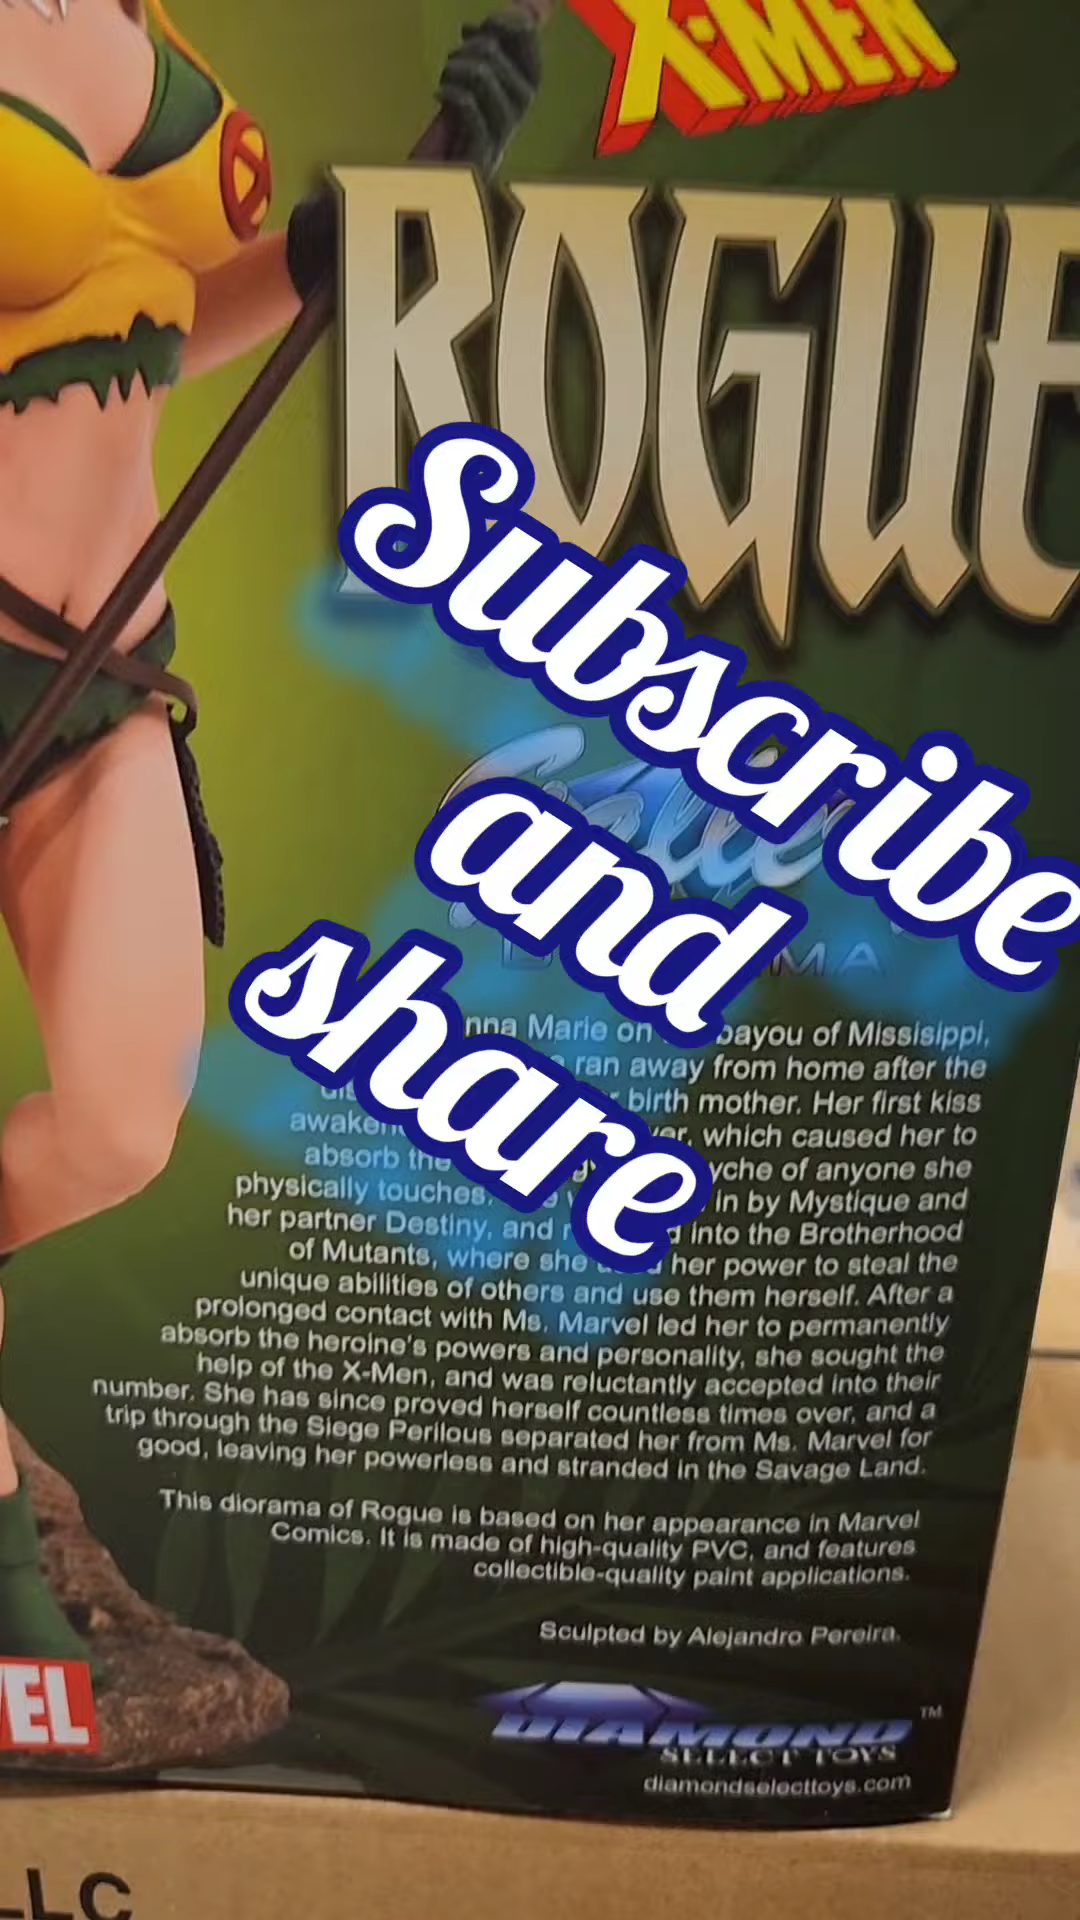 X-MEN
ROGUE
Subscribe
and
share
MA
Marie on bayou of Missisippi,
ran away from home after the
birth mother. Her first kiss
which caused her to
absorb the of anyone she
physically touches, in by Mystique and
her partner Destiny, and into the Brotherhood
of Mutants, where she her power to steal the
unique abilities of others and use them herself. After a
prolonged contact with Ms. Marvel led her to permanently
absorb the heroine's powers and personality, she sought the
help of the X-Men, and was reluctantly accepted into their
number. She has since proved herself countless times over, and a
trip through the Siege Perilous separated her from Ms. Marvel for
good, leaving her powerless and stranded in the Savage Land.
This diorama of Rogue is based on her appearance in Marvel
Comics. It is made of high-quality PVC, and features
collectible-quality paint applications.
Sculpted by Alejandro Pereira.
VEL
DIAMOND TM
SELECT TOYS
diamondselecttoys.com
LLC